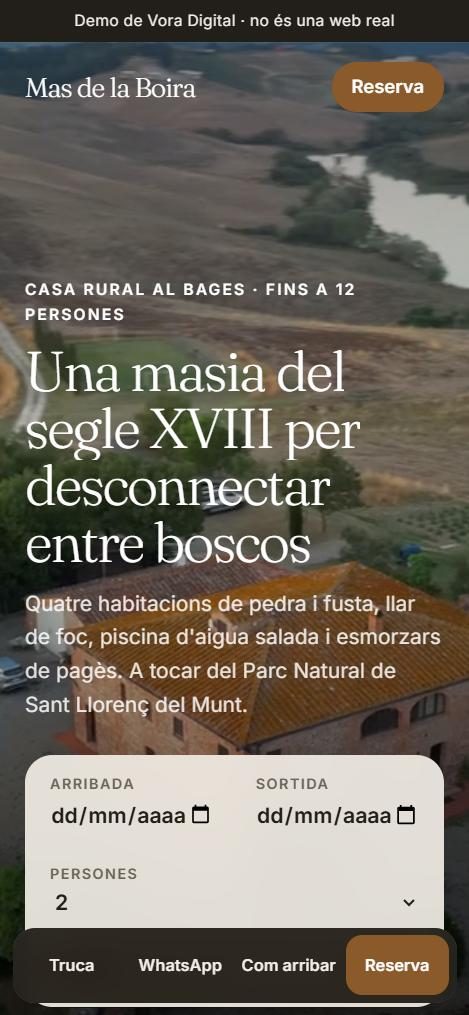 Demo de Vora Digital · no és una web real
Mas de la Boira
Reserva
CASA RURAL AL BAGES · FINS A 12
PERSONES
Una masia del
segle XVIII per
desconnectar
entre boscos
Quatre habitacions de pedra i fusta, llar
de foc, piscina d'aigua salada i esmorzars
de pagès. A tocar del Parc Natural de
Sant Llorenç del Munt.
ARRIBADA SORTIDA
dd/mm/aaaa dd/mm/aaaa
PERSONES
2
Truca WhatsApp Com arribar Reserva